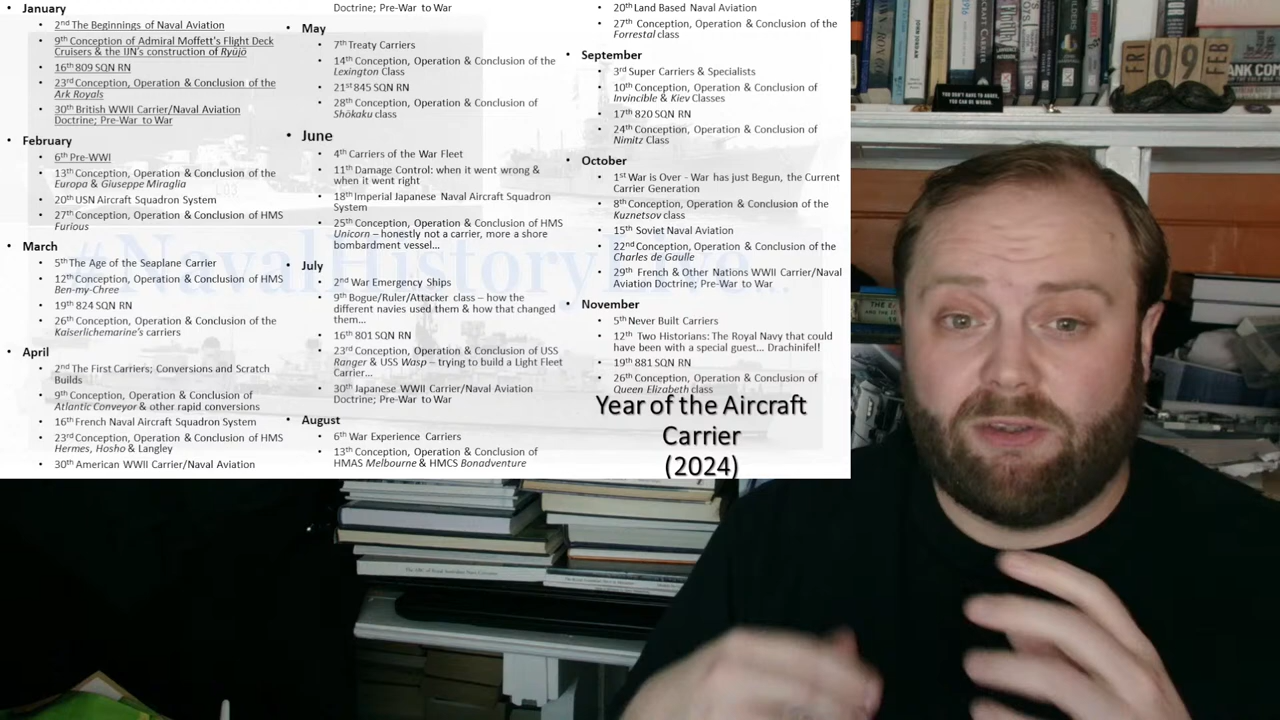 January
2nd The Beginnings of Naval Aviation
9th Conception of Admiral Moffett's Flight Deck
Cruisers & the IJN's construction of Ryūjō
16th 809 SQN RN
23rd Conception, Operation & Conclusion of the
Ark Royals
30th British WWII Carrier/Naval Aviation
Doctrine; Pre-War to War
February
6th Pre-WWI
13th Conception, Operation & Conclusion of the
Europa & Giuseppe Miraglia
20th USN Aircraft Squadron System
27th Conception, Operation & Conclusion of HMS
Furious
March
5th The Age of the Seaplane Carrier
12th Conception, Operation & Conclusion of HMS
Ben-my-Chree
19th 824 SQN RN
26th Conception, Operation & Conclusion of the
Kaiserlichemarine's carriers
April
2nd The First Carriers; Conversions and Scratch
Builds
9th Conception, Operation & Conclusion of
Atlantic Conveyor & other rapid conversions
16th French Naval Aircraft Squadron System
23rd Conception, Operation & Conclusion of HMS
Hermes, Hosho & Langley
30th American WWII Carrier/Naval Aviation
Doctrine; Pre-War to War
May
7th Treaty Carriers
14th Conception, Operation & Conclusion of the
Lexington Class
21st 845 SQN RN
28th Conception, Operation & Conclusion of
Shōkaku class
June
4th Carriers of the War Fleet
11th Damage Control: when it went wrong &
when it went right
18th Imperial Japanese Naval Aircraft Squadron
System
25th Conception, Operation & Conclusion of HMS
Unicorn – honestly not a carrier, more a shore
bombardment vessel...
July
2nd War Emergency Ships
9th Bogue/Ruler/Attacker class – how the
different navies used them & how that changed
them...
16th 801 SQN RN
23rd Conception, Operation & Conclusion of USS
Ranger & USS Wasp – trying to build a Light Fleet
Carrier...
30th Japanese WWII Carrier/Naval Aviation
Doctrine; Pre-War to War
August
6th War Experience Carriers
13th Conception, Operation & Conclusion of
HMAS Melbourne & HMCS Bonadventure
20th Land Based Naval Aviation
27th Conception, Operation & Conclusion of the
Forrestal class
September
3rd Super Carriers & Specialists
10th Conception, Operation & Conclusion of
Invincible & Kiev Classes
17th 820 SQN RN
24th Conception, Operation & Conclusion of
Nimitz Class
October
1st War is Over - War has just Begun, the Current
Carrier Generation
8th Conception, Operation & Conclusion of the
Kuznetsov class
15th Soviet Naval Aviation
22nd Conception, Operation & Conclusion of the
Charles de Gaulle
29th French & Other Nations WWII Carrier/Naval
Aviation Doctrine; Pre-War to War
November
5th Never Built Carriers
12th Two Historians: The Royal Navy that could
have been with a special guest... Drachinifel!
19th 881 SQN RN
26th Conception, Operation & Conclusion of
Queen Elizabeth class
Year of the Aircraft
Carrier
(2024)
#NavalHistoryLive...
FRI 09 FEB
YOU DON'T HAVE TO AGREE,
YOU CAN BE WRONG.